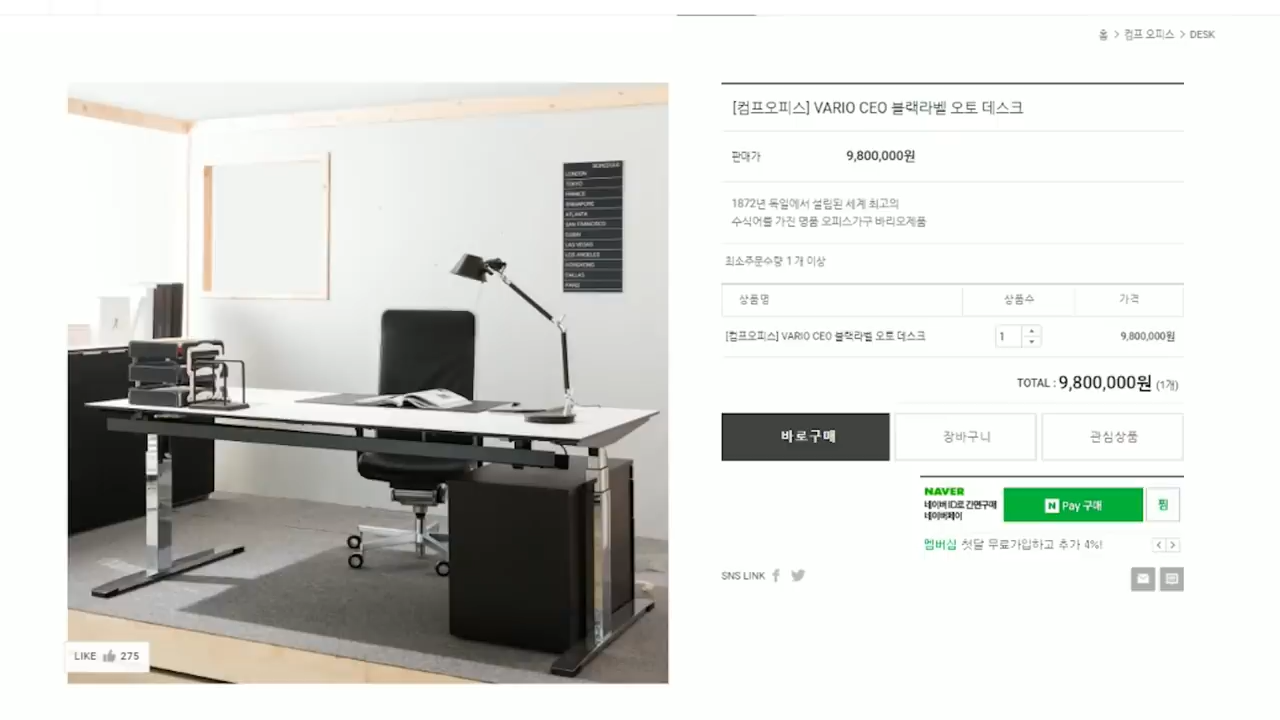 홈 > 컴프 오피스 > DESK
[컴프오피스] VARIO CEO 블랙라벨 오토 데스크
판매가 9,800,000원
1872년 독일에서 설립된 세계 최고의
수식어를 가진 명품 오피스가구 바리오제품
최소주문수량 1개 이상
상품명 상품수 가격
[컴프오피스] VARIO CEO 블랙라벨 오토 데스크 1 9,800,000원
TOTAL : 9,800,000원 (1개)
바로구매 장바구니 관심상품
NAVER
네이버 ID로 간편구매
네이버페이
N Pay 구매 찜
멤버십 첫달 무료가입하고 추가 4%!
SNS LINK
LONDON
TOKYO
SINGAPORE
ATLANTA
SAN FRANCISCO
DUBAI
LAS VEGAS
LOS ANGELES
HONGKONG
DALLAS
PARIS
LIKE 275